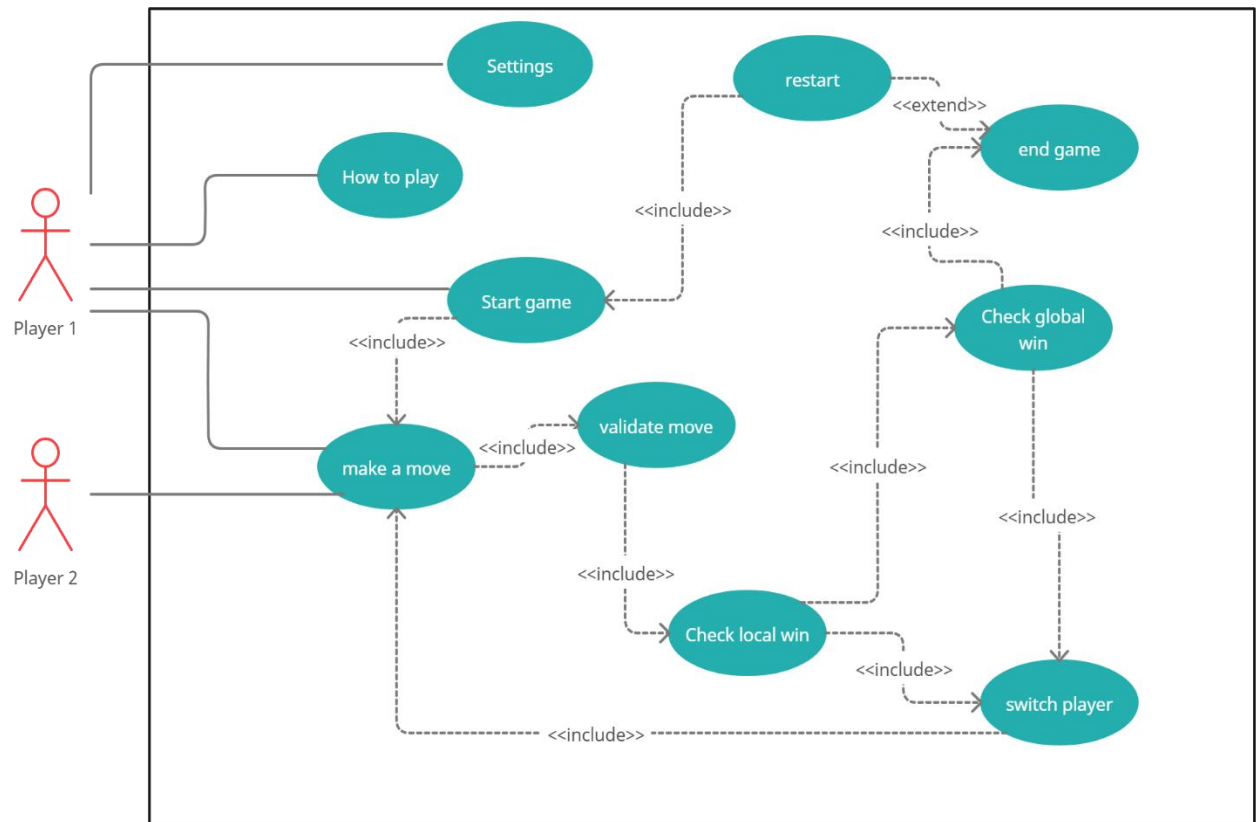 Settings
restart
<<extend>>
end game
How to play
<<include>>
<<include>>
Player 1
Start game
Check global
win
<<include>>
validate move
make a move
<<include>>
<<include>>
<<include>>
Player 2
<<include>>
Check local win
<<include>>
switch player
<<include>>